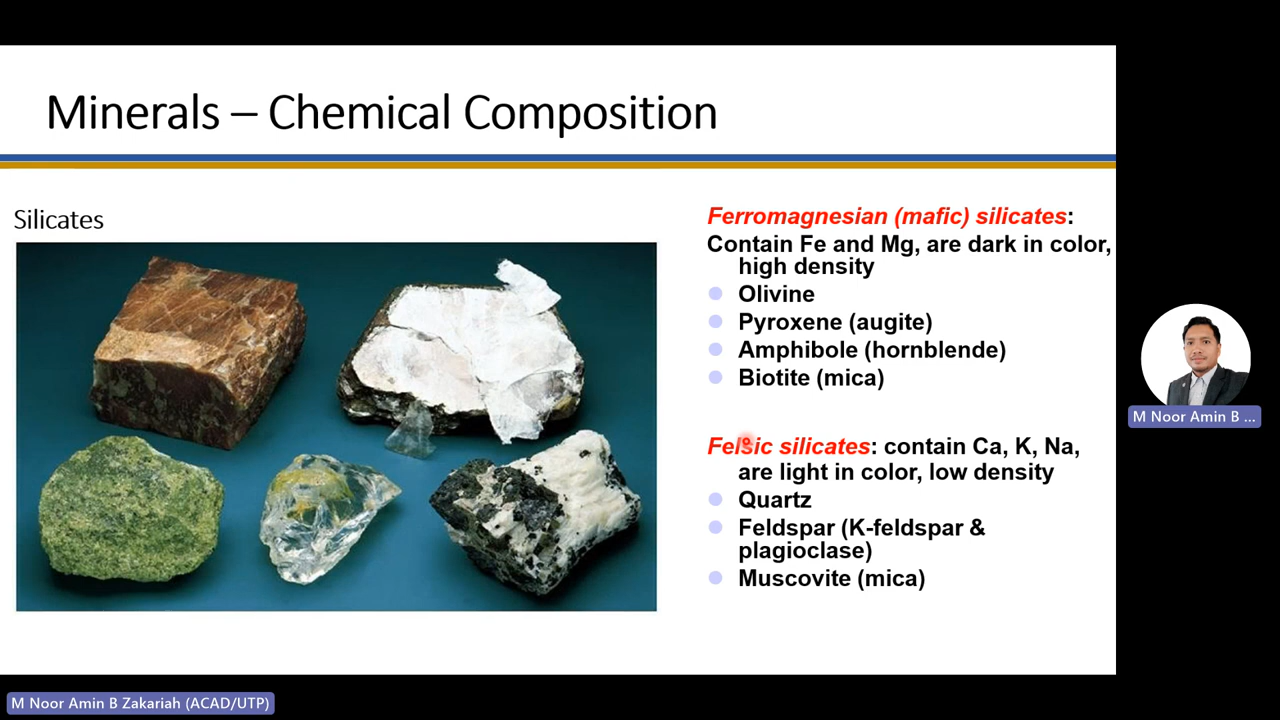 Minerals – Chemical Composition
Silicates
Ferromagnesian (mafic) silicates:
Contain Fe and Mg, are dark in color,
high density
Olivine
Pyroxene (augite)
Amphibole (hornblende)
Biotite (mica)
Felsic silicates: contain Ca, K, Na,
are light in color, low density
Quartz
Feldspar (K-feldspar &
plagioclase)
Muscovite (mica)
M Noor Amin B ...
M Noor Amin B Zakariah (ACAD/UTP)